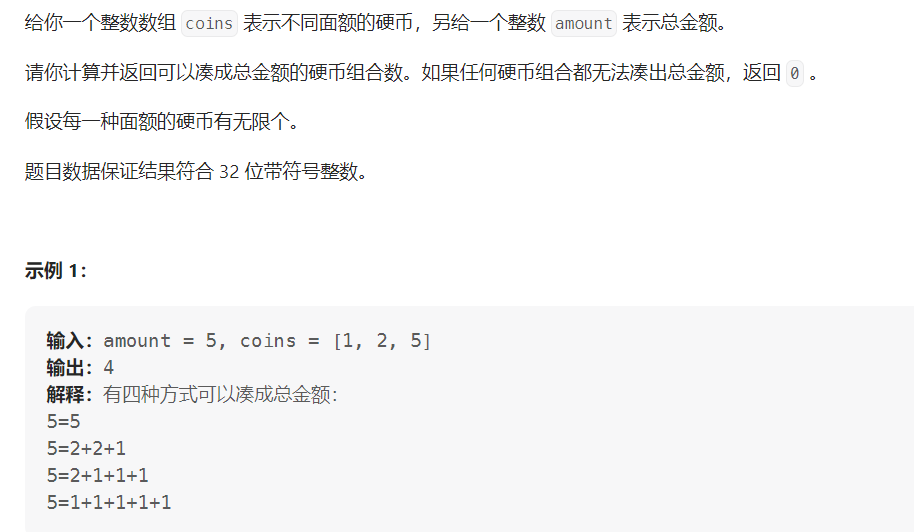 给你一个整数数组 coins 表示不同面额的硬币，另给一个整数 amount 表示总金额。
请你计算并返回可以凑成总金额的硬币组合数。如果任何硬币组合都无法凑出总金额，返回 0 。
假设每一种面额的硬币有无限个。
题目数据保证结果符合 32 位带符号整数。
示例 1：
输入：amount = 5, coins = [1, 2, 5]
输出：4
解释：有四种方式可以凑成总金额：
5=5
5=2+2+1
5=2+1+1+1
5=1+1+1+1+1